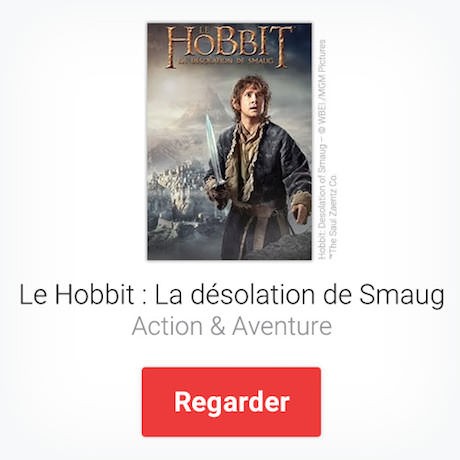 LE
HOBBIT
LA DÉSOLATION DE SMAUG
Hobbit: Desolation of Smaug – © WBEI /MGM Pictures
™The Saul Zaentz Co.
Le Hobbit : La désolation de Smaug
Action & Aventure
Regarder